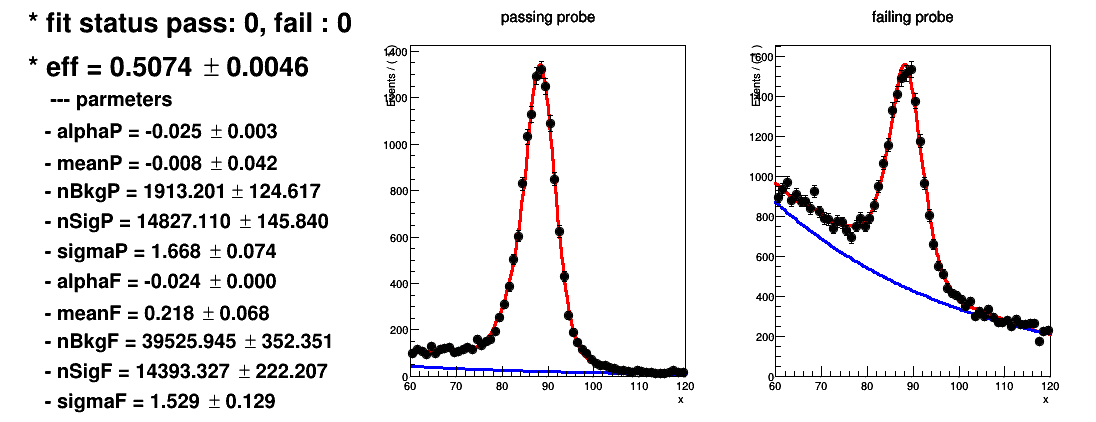 * fit status pass: 0, fail : 0
* eff = 0.5074 ± 0.0046
--- parmeters
- alphaP = -0.025 ± 0.003
- meanP = -0.008 ± 0.042
- nBkgP = 1913.201 ± 124.617
- nSigP = 14827.110 ± 145.840
- sigmaP = 1.668 ± 0.074
- alphaF = -0.024 ± 0.000
- meanF = 0.218 ± 0.068
- nBkgF = 39525.945 ± 352.351
- nSigF = 14393.327 ± 222.207
- sigmaF = 1.529 ± 0.129
passing probe
Events / (
1400
1200
1000
800
600
400
200
0
60 70 80 90 100 110 120
x
failing probe
Events / (
1600
1400
1200
1000
800
600
400
200
0
60 70 80 90 100 110 120
x